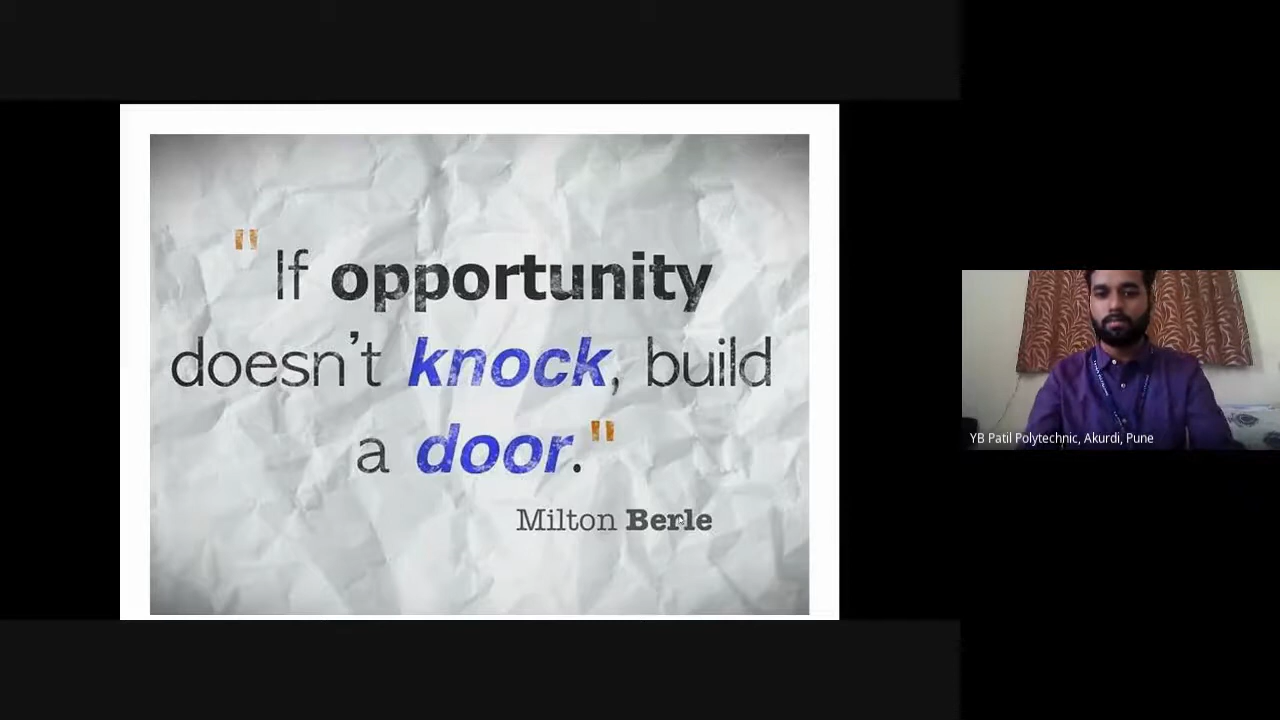 "If opportunity
doesn't knock, build
a door."
Milton Berle
YB Patil Polytechnic, Akurdi, Pune